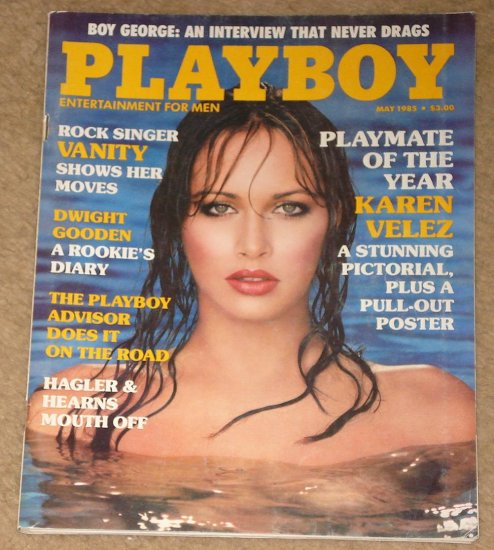 BOY GEORGE: AN INTERVIEW THAT NEVER DRAGS
PLAYBOY
ENTERTAINMENT FOR MEN
MAY 1985 • $3.00
ROCK SINGER
VANITY
SHOWS HER
MOVES
DWIGHT
GOODEN
A ROOKIE'S
DIARY
THE PLAYBOY
ADVISOR
DOES IT
ON THE ROAD
HAGLER &
HEARNS
MOUTH OFF
PLAYMATE
OF THE
YEAR
KAREN
VELEZ
A STUNNING
PICTORIAL,
PLUS A
PULL-OUT
POSTER